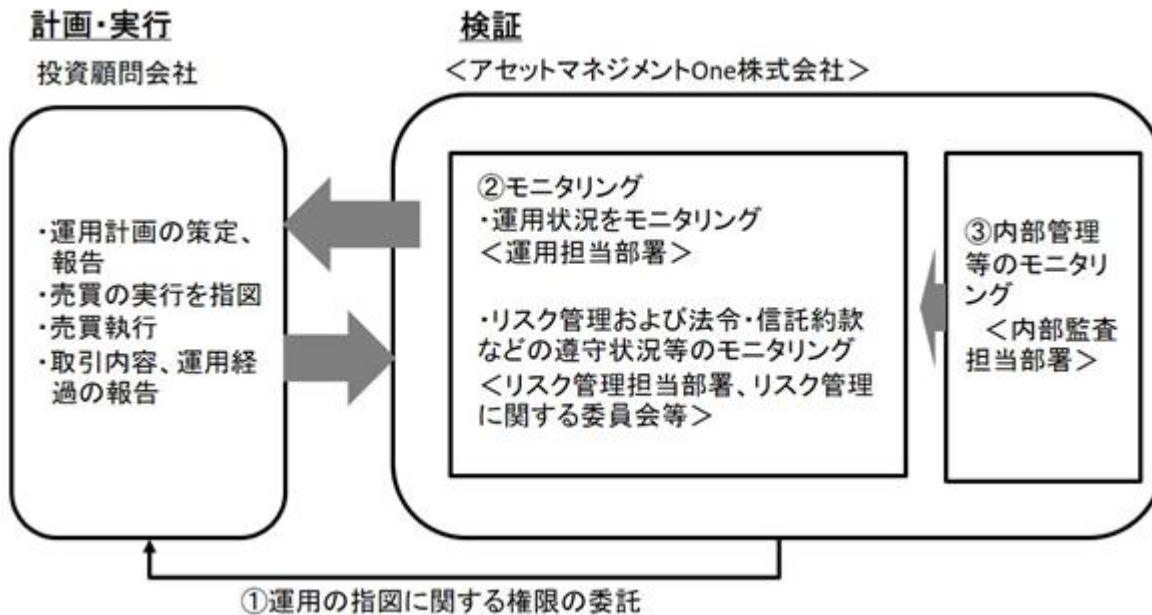 計画・実行
投資顧問会社
・運用計画の策定、
報告
・売買の実行を指図
・売買執行
・取引内容、運用経
過の報告
検証
＜アセットマネジメントOne株式会社＞
②モニタリング
・運用状況をモニタリング
＜運用担当部署＞
・リスク管理および法令・信託約款
などの遵守状況等のモニタリング
＜リスク管理担当部署、リスク管理
に関する委員会等＞
③内部管理
等のモニタリ
ング
＜内部監査
担当部署＞
①運用の指図に関する権限の委託